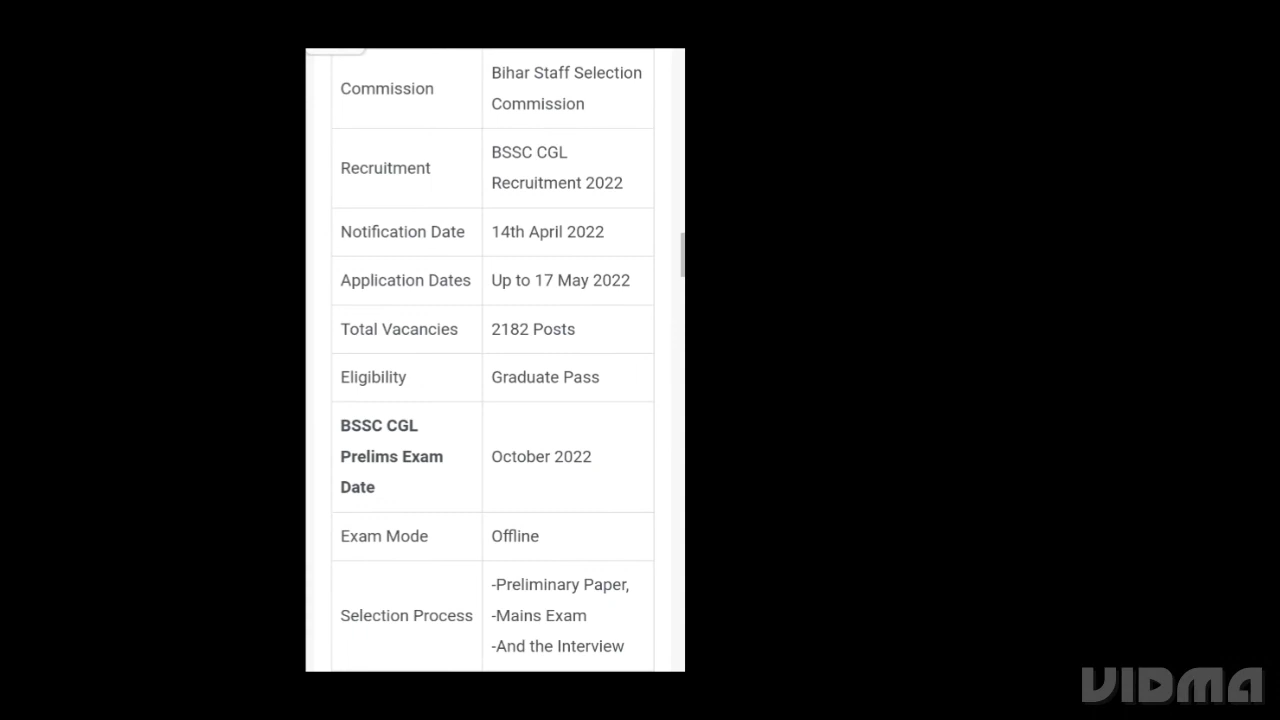 Commission
Bihar Staff Selection
Commission
Recruitment
BSSC CGL
Recruitment 2022
Notification Date
14th April 2022
Application Dates
Up to 17 May 2022
Total Vacancies
2182 Posts
Eligibility
Graduate Pass
BSSC CGL
Prelims Exam
Date
October 2022
Exam Mode
Offline
Selection Process
-Preliminary Paper,
-Mains Exam
-And the Interview
VIDMA